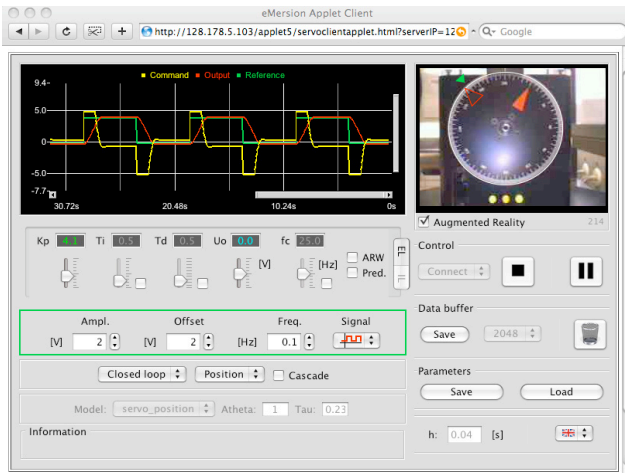 eMersion Applet Client
http://128.178.5.103/applet5/servoclientapplet.html?serverIP=12
Google
Command Output Reference
9.4-
5.0-
0-
-5.0-
-7.7-
30.72s 20.48s 10.24s 0s
Augmented Reality 214
Kp 4.1 Ti 0.5 Td 0.5 Uo 0.0 fc 25.0
[V] [Hz] ARW
Pred.
EL
IL
Control
Connect
Ampl. Offset Freq. Signal
[V] 2 [V] 2 [Hz] 0.1
Data buffer
Save 2048
Closed loop Position Cascade
Parameters
Save Load
Model: servo_position Atheta: 1 Tau: 0.23
Information
h: 0.04 [s]